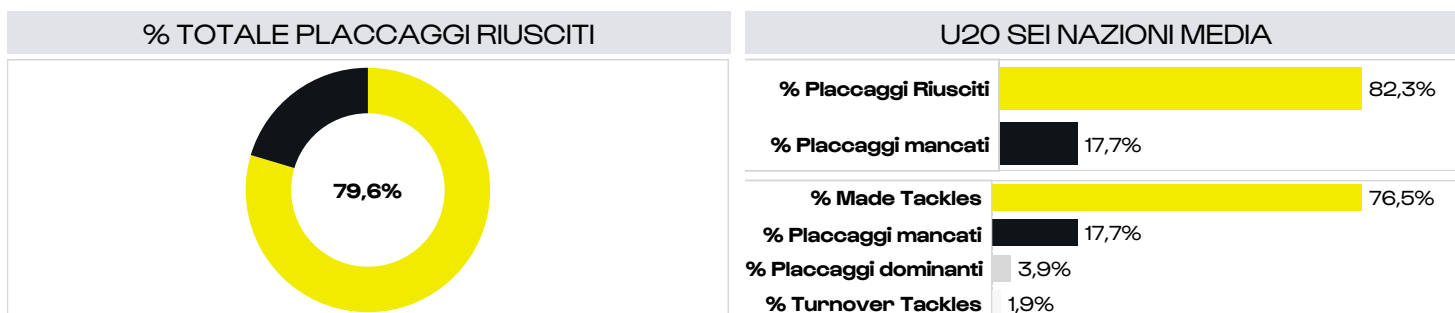 % TOTALE PLACCAGGI RIUSCITI
79,6%
U20 SEI NAZIONI MEDIA
% Placcaggi Riusciti 82,3%
% Placcaggi mancati 17,7%
% Made Tackles 76,5%
% Placcaggi mancati 17,7%
% Placcaggi dominanti 3,9%
% Turnover Tackles 1,9%